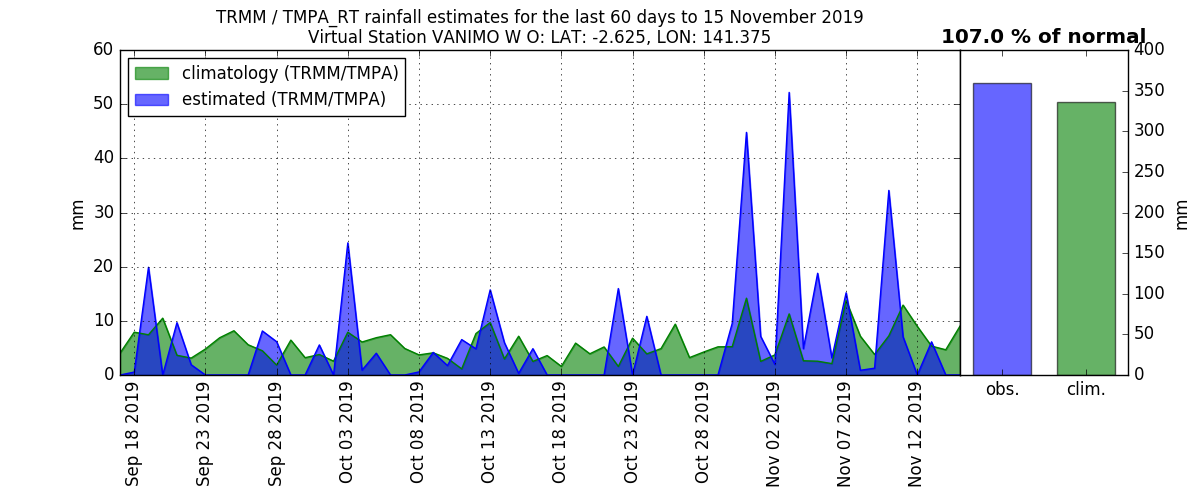 TRMM / TMPA_RT rainfall estimates for the last 60 days to 15 November 2019
Virtual Station VANIMO W O: LAT: -2.625, LON: 141.375
107.0 % of normal
climatology (TRMM/TMPA)
estimated (TRMM/TMPA)
60
50
40
30
20
10
0
mm
400
350
300
250
200
150
100
50
0
mm
obs.
clim.
Sep 18 2019
Sep 23 2019
Sep 28 2019
Oct 03 2019
Oct 08 2019
Oct 13 2019
Oct 18 2019
Oct 23 2019
Oct 28 2019
Nov 02 2019
Nov 07 2019
Nov 12 2019